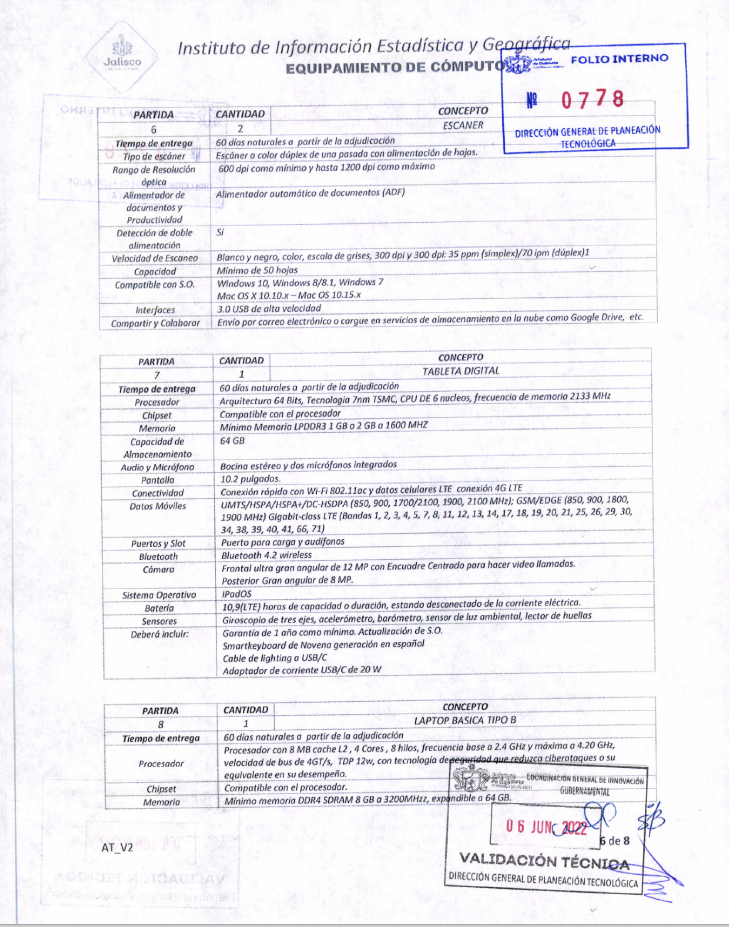 Jalisco
Instituto de Información Estadística y Geográfica
EQUIPAMIENTO DE CÓMPUTO
FOLIO INTERNO
Nº 0778
DIRECCIÓN GENERAL DE PLANEACIÓN
TECNOLÓGICA
PARTIDA CANTIDAD CONCEPTO
6 2 ESCANER
Tiempo de entrega 60 días naturales a partir de la adjudicación
Tipo de escáner Escáner a color dúplex de una pasada con alimentación de hojas.
Rango de Resolución 600 dpi como mínimo y hasta 1200 dpi como máximo
óptica
Alimentador de Alimentador automático de documentos (ADF)
documentos y
Productividad
Detección de doble Si
alimentación
Velocidad de Escaneo Blanco y negro, color, escala de grises, 300 dpi y 300 dpi: 35 ppm (simplex)/70 ipm (dúplex)1
Capacidad Mínimo de 50 hojas
Compatible con S.O. Windows 10, Windows 8/8.1, Windows 7
Mac OS X 10.10.x – Mac OS 10.15.x
Interfaces 3.0 USB de alta velocidad
Compartir y Colaborar Envío por correo electrónico o cargue en servicios de almacenamiento en la nube como Google Drive, etc.
PARTIDA CANTIDAD CONCEPTO
7 1 TABLETA DIGITAL
Tiempo de entrega 60 días naturales a partir de la adjudicación
Procesador Arquitectura 64 Bits, Tecnología 7nm TSMC, CPU DE 6 nucleos, frecuencia de memoria 2133 MHz
Chipset Compatible con el procesador
Memoria Mínimo Memoria LPDDR3 1 GB o 2 GB a 1600 MHZ
Capacidad de 64 GB
Almacenamiento
Audio y Micrófono Bocina estéreo y dos micrófonos integrados
Pantalla 10.2 pulgadas.
Conectividad Conexión rápida con Wi-Fi 802.11ac y datos celulares LTE conexión 4G LTE
Datos Móviles UMTS/HSPA/HSPA+/DC-HSDPA (850, 900, 1700/2100, 1900, 2100 MHz); GSM/EDGE (850, 900, 1800,
1900 MHz) Gigabit-class LTE (Bandas 1, 2, 3, 4, 5, 7, 8, 11, 12, 13, 14, 17, 18, 19, 20, 21, 25, 26, 29, 30,
34, 38, 39, 40, 41, 66, 71)
Puertos y Slot Puerto para carga y audífonos
Bluetooth Bluetooth 4.2 wireless
Cámara Frontal ultra gran angular de 12 MP con Encuadre Centrado para hacer video llamadas.
Posterior Gran angular de 8 MP.
Sistema Operativo iPadOS
Batería 10,9(LTE) horas de capacidad o duración, estando desconectado de la corriente eléctrica.
Sensores Giroscopio de tres ejes, acelerómetro, barómetro, sensor de luz ambiental, lector de huellas
Deberá incluir: Garantía de 1 año como mínimo. Actualización de S.O.
Smartkeyboard de Novena generación en español
Cable de lighting a USB/C
Adaptador de corriente USB/C de 20 W
PARTIDA CANTIDAD CONCEPTO
8 1 LAPTOP BASICA TIPO B
Tiempo de entrega 60 días naturales a partir de la adjudicación
Procesador Procesador con 8 MB cache L2 , 4 Cores , 8 hilos, frecuencia base a 2.4 GHz y máxima a 4.20 GHz,
velocidad de bus de 4GT/s, TDP 12w, con tecnología de seguridad que reduzca ciberataques o su
equivalente en su desempeño.
Chipset Compatible con el procesador.
Memoria Mínimo memoria DDR4 SDRAM 8 GB a 3200MHzz, expandible a 64 GB.
COORDINACIÓN GENERAL DE INNOVACIÓN
GUBERNAMENTAL
06 JUN 2022
AT_V2
6 de 8
VALIDACIÓN TÉCNICA
DIRECCIÓN GENERAL DE PLANEACIÓN TECNOLÓGICA